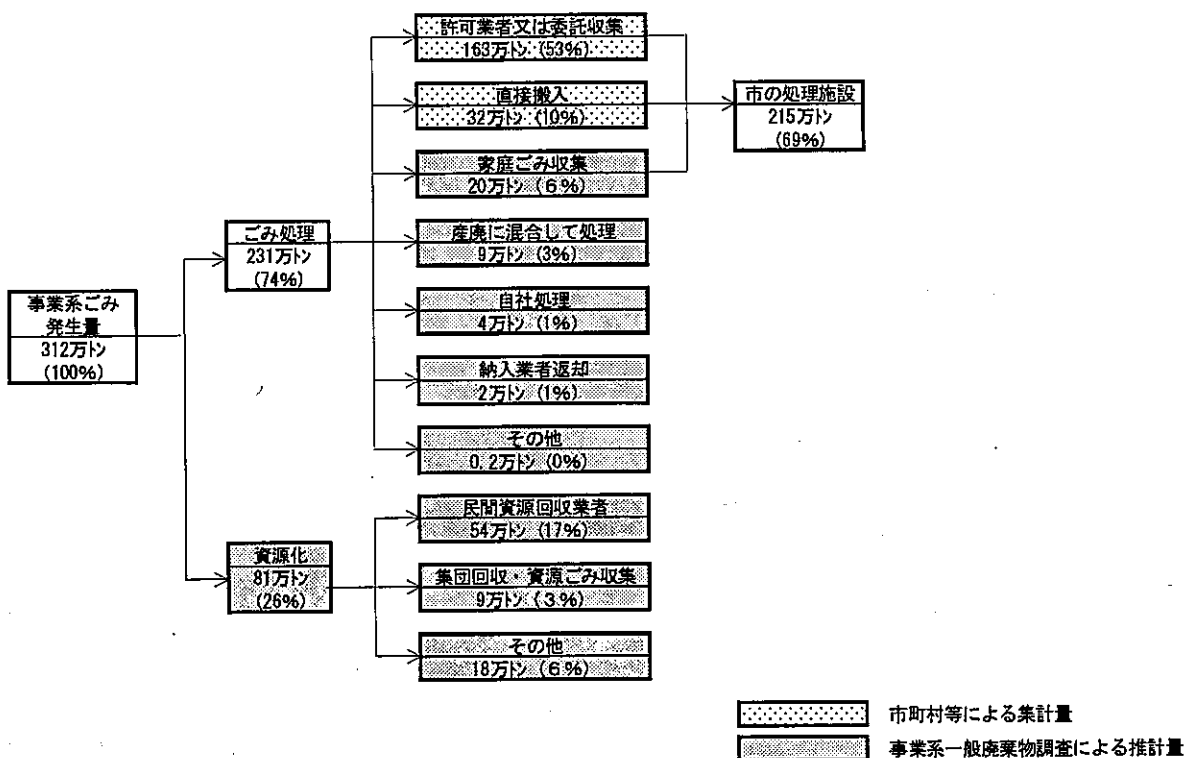 許可業者又は委託収集
163万トン (53%)
直接搬入
32万トン (10%)
市の処理施設
215万トン
(69%)
家庭ごみ収集
20万トン (6%)
ごみ処理
231万トン
(74%)
産廃に混合して処理
9万トン (3%)
自社処理
4万トン (1%)
事業系ごみ
発生量
312万トン
(100%)
納入業者返却
2万トン (1%)
その他
0.2万トン (0%)
民間資源回収業者
54万トン (17%)
資源化
81万トン
(26%)
集団回収・資源ごみ収集
9万トン (3%)
その他
18万トン (6%)
市町村等による集計量
事業系一般廃棄物調査による推計量